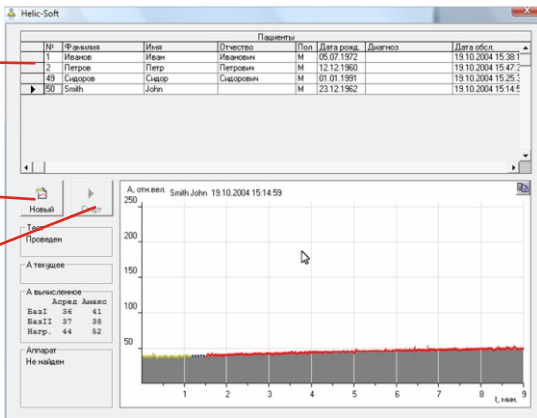 Helic-Soft
Пациенты
№ Фамилия Имя Отчество Пол Дата рожд. Диагноз Дата обсл.
1 Иванов Иван Иванович М 05.07.1972 19.10.2004 15:38:1
2 Петров Петр Петрович М 12.12.1960 19.10.2004 15:47:2
49 Сидоров Сидор Сидорович М 01.01.1991 19.10.2004 15:25:3
50 Smith John М 23.12.1962 19.10.2004 15:14:5
Новый
Старт
Тест
Проведен
А текущее
А вычисленное
Асред Амакс
БазI 36 41
БазII 37 38
Нагр. 44 52
Аппарат
Не найден
А, отн.вел. Smith John 19.10.2004 15:14:59
250
200
150
100
50
1 2 3 4 5 6 7 8 9
t, мин.